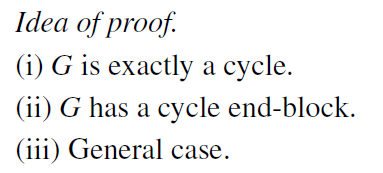 Idea of proof.
(i) G is exactly a cycle.
(ii) G has a cycle end-block.
(iii) General case.